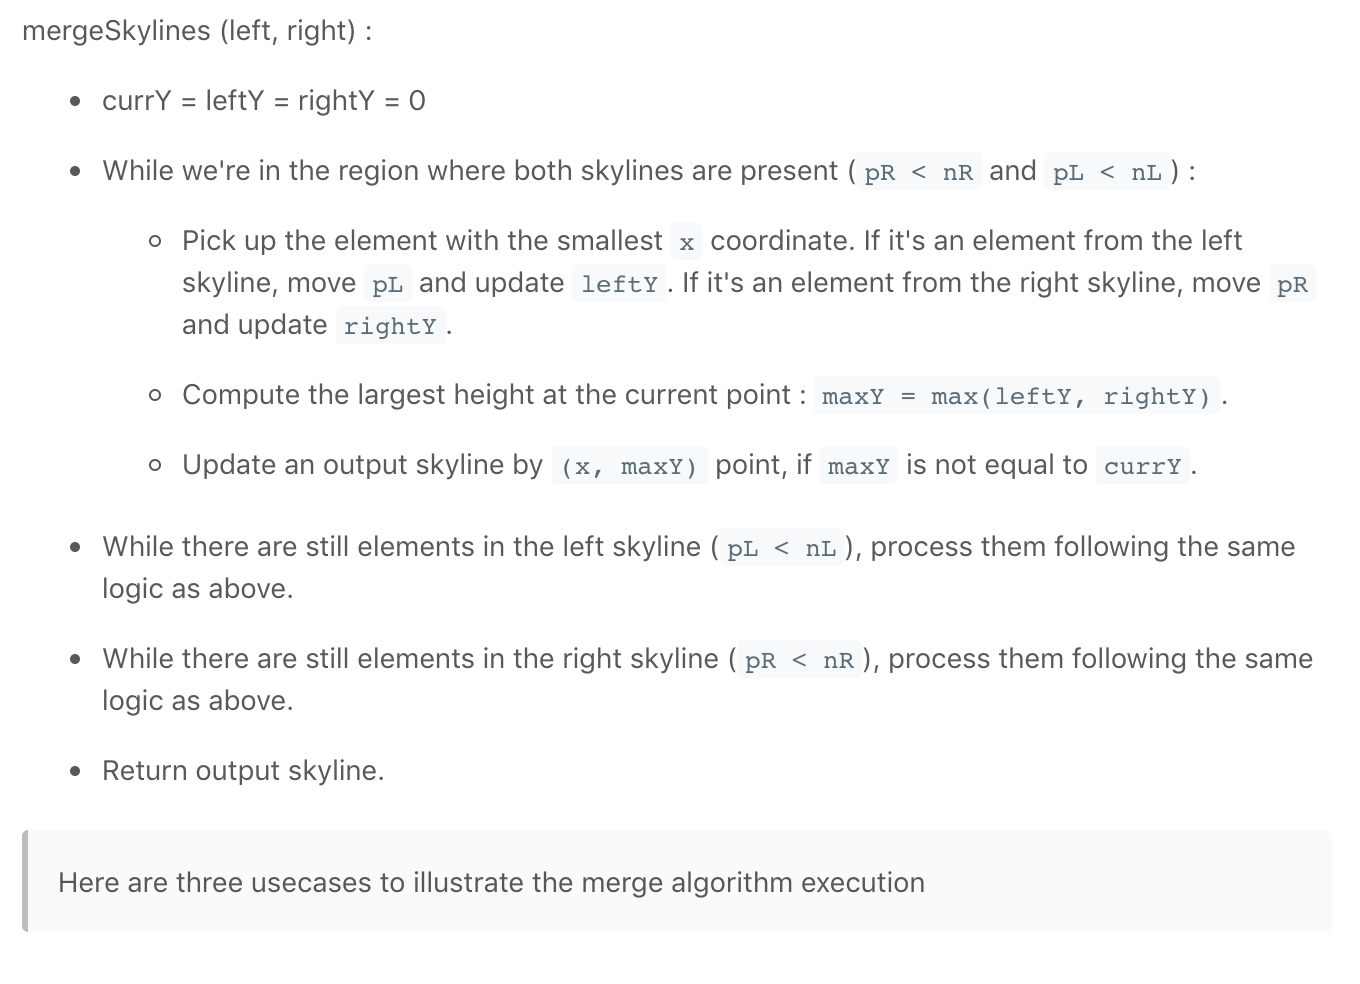 mergeSkylines (left, right) :
currY = leftY = rightY = 0
While we're in the region where both skylines are present ( pR < nR and pL < nL ) :
Pick up the element with the smallest x coordinate. If it's an element from the left
skyline, move pL and update leftY . If it's an element from the right skyline, move pR
and update rightY .
Compute the largest height at the current point : maxY = max(leftY, rightY) .
Update an output skyline by (x, maxY) point, if maxY is not equal to currY .
While there are still elements in the left skyline ( pL < nL ), process them following the same
logic as above.
While there are still elements in the right skyline ( pR < nR ), process them following the same
logic as above.
Return output skyline.
Here are three usecases to illustrate the merge algorithm execution